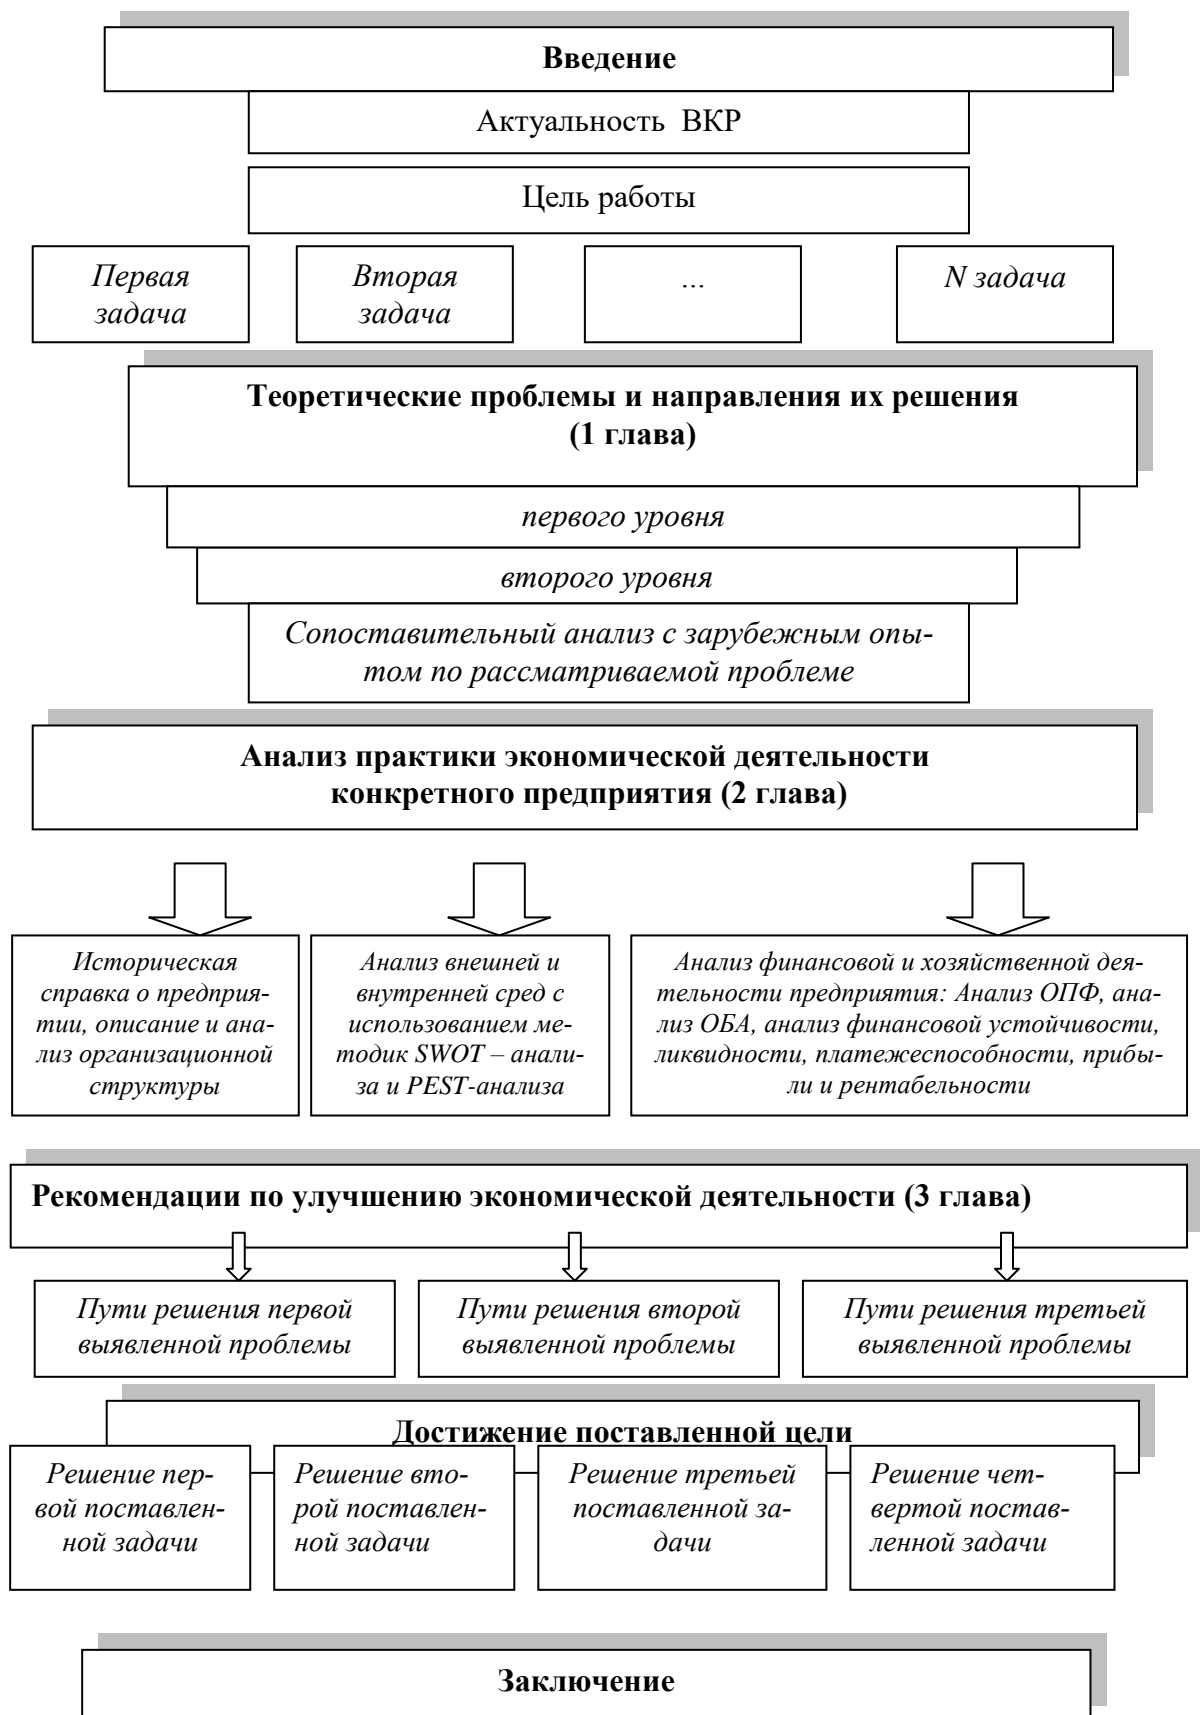 Введение
Актуальность ВКР
Цель работы
Первая
задача
Вторая
задача
...
N задача
Теоретические проблемы и направления их решения
(1 глава)
первого уровня
второго уровня
Сопоставительный анализ с зарубежным опы-
том по рассматриваемой проблеме
Анализ практики экономической деятельности
конкретного предприятия (2 глава)
Историческая
справка о предприя-
тии, описание и ана-
лиз организационной
структуры
Анализ внешней и
внутренней сред с
использованием ме-
тодик SWOT – анали-
за и PEST-анализа
Анализ финансовой и хозяйственной дея-
тельности предприятия: Анализ ОПФ, ана-
лиз ОБА, анализ финансовой устойчивости,
ликвидности, платежеспособности, прибы-
ли и рентабельности
Рекомендации по улучшению экономической деятельности (3 глава)
Пути решения первой
выявленной проблемы
Пути решения второй
выявленной проблемы
Пути решения третьей
выявленной проблемы
Достижение поставленной цели
Решение пер-
вой поставлен-
ной задачи
Решение вто-
рой поставлен-
ной задачи
Решение третьей
поставленной за-
дачи
Решение чет-
вертой постав-
ленной задачи
Заключение